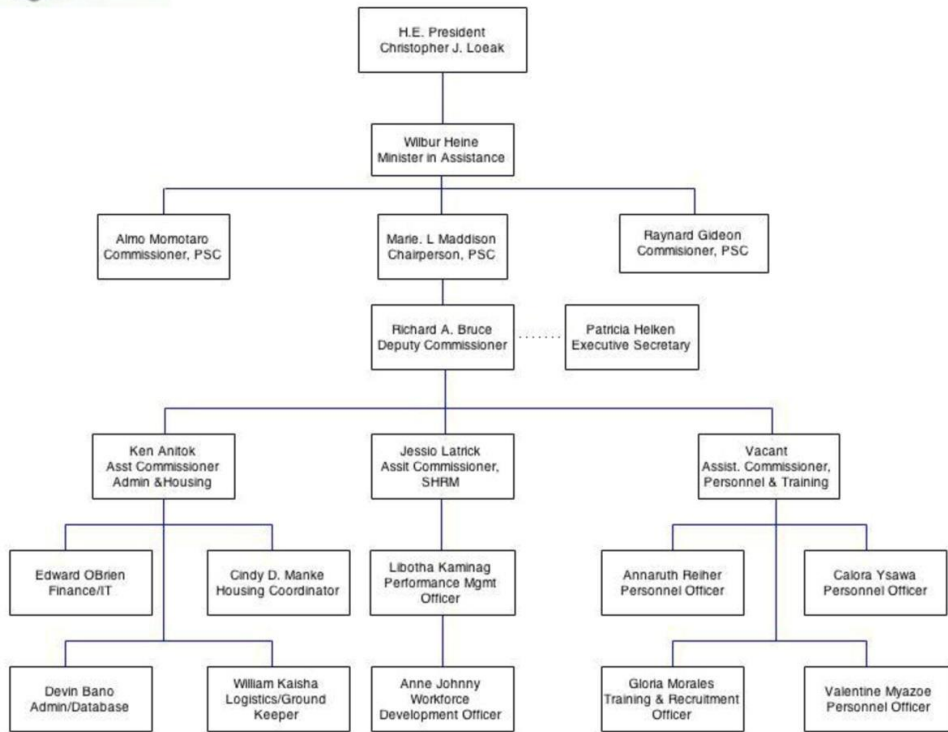 H.E. President
Christopher J. Loeak
Wilbur Heine
Minister in Assistance
Almo Momotaro
Commissioner, PSC
Marie. L Maddison
Chairperson, PSC
Raynard Gideon
Commisioner, PSC
Richard A. Bruce
Deputy Commissioner
Patricia Helken
Executive Secretary
Ken Anitok
Asst Commissioner
Admin &Housing
Jessio Latrick
Assit Commissioner,
SHRM
Vacant
Assist. Commissioner,
Personnel & Training
Edward OBrien
Finance/IT
Cindy D. Manke
Housing Coordinator
Libotha Kaminag
Performance Mgmt
Officer
Annaruth Reiher
Personnel Officer
Calora Ysawa
Personnel Officer
Devin Bano
Admin/Database
William Kaisha
Logistics/Ground
Keeper
Anne Johnny
Workforce
Development Officer
Gloria Morales
Training & Recruitment
Officer
Valentine Myazoe
Personnel Officer